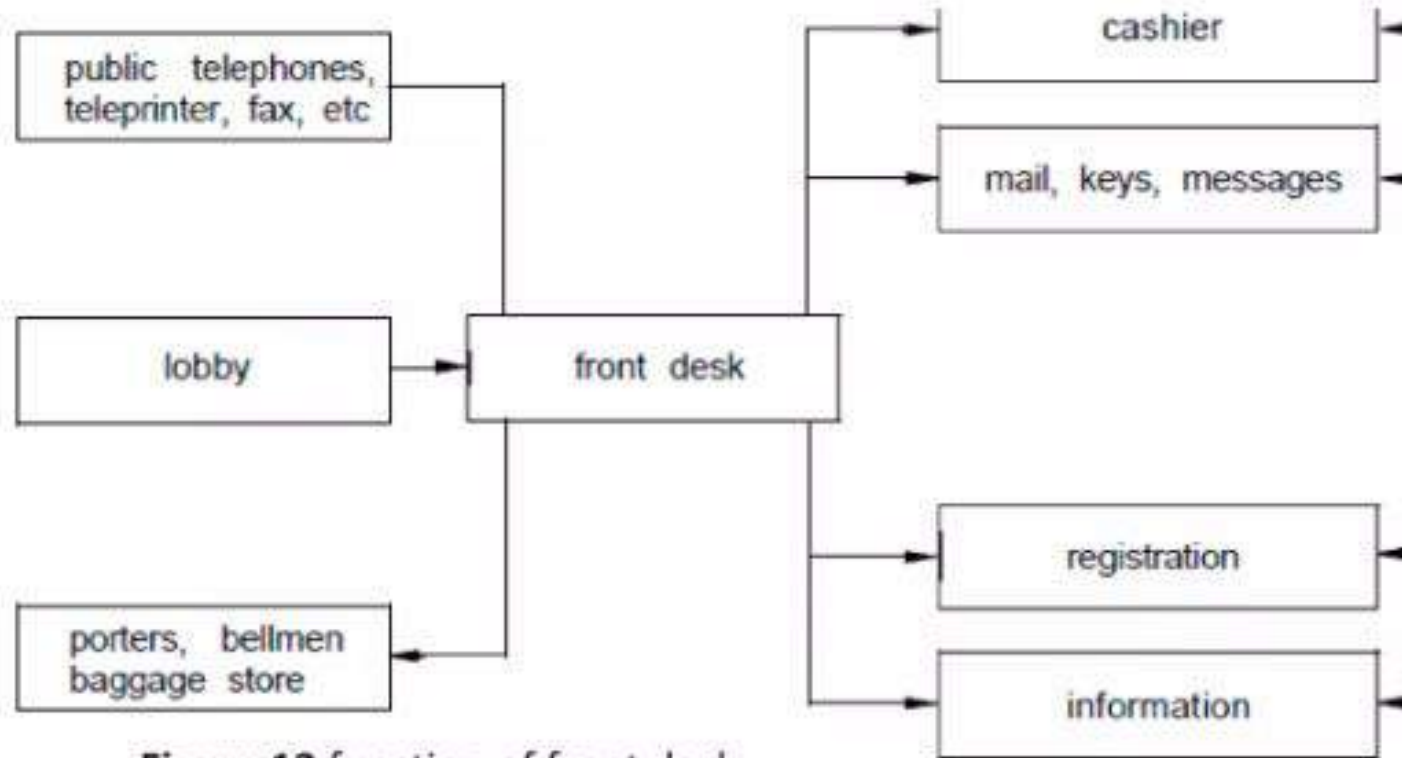 public telephones,
teleprinter, fax, etc
cashier
mail, keys, messages
lobby
front desk
registration
porters, bellmen
baggage store
information